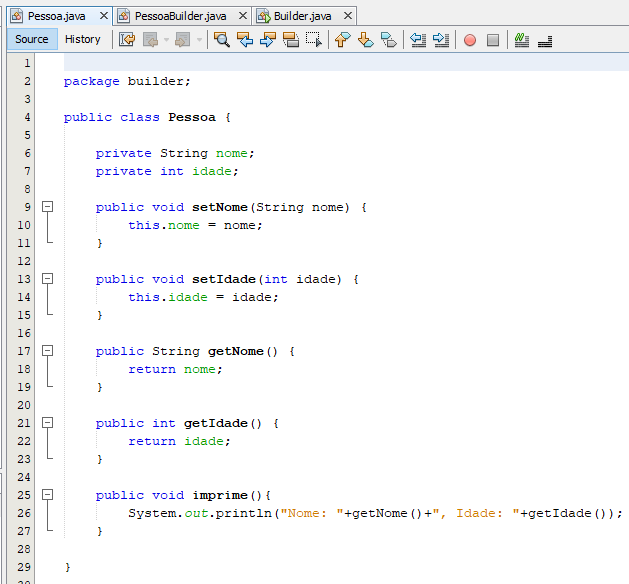 Pessoa.java PessoaBuilder.java Builder.java
Source History
1
2 package builder;
3
4 public class Pessoa {
5
6 private String nome;
7 private int idade;
8
9 public void setNome(String nome) {
10 this.nome = nome;
11 }
12
13 public void setIdade(int idade) {
14 this.idade = idade;
15 }
16
17 public String getNome() {
18 return nome;
19 }
20
21 public int getIdade() {
22 return idade;
23 }
24
25 public void imprime(){
26 System.out.println("Nome: "+getNome()+", Idade: "+getIdade());
27 }
28
29 }